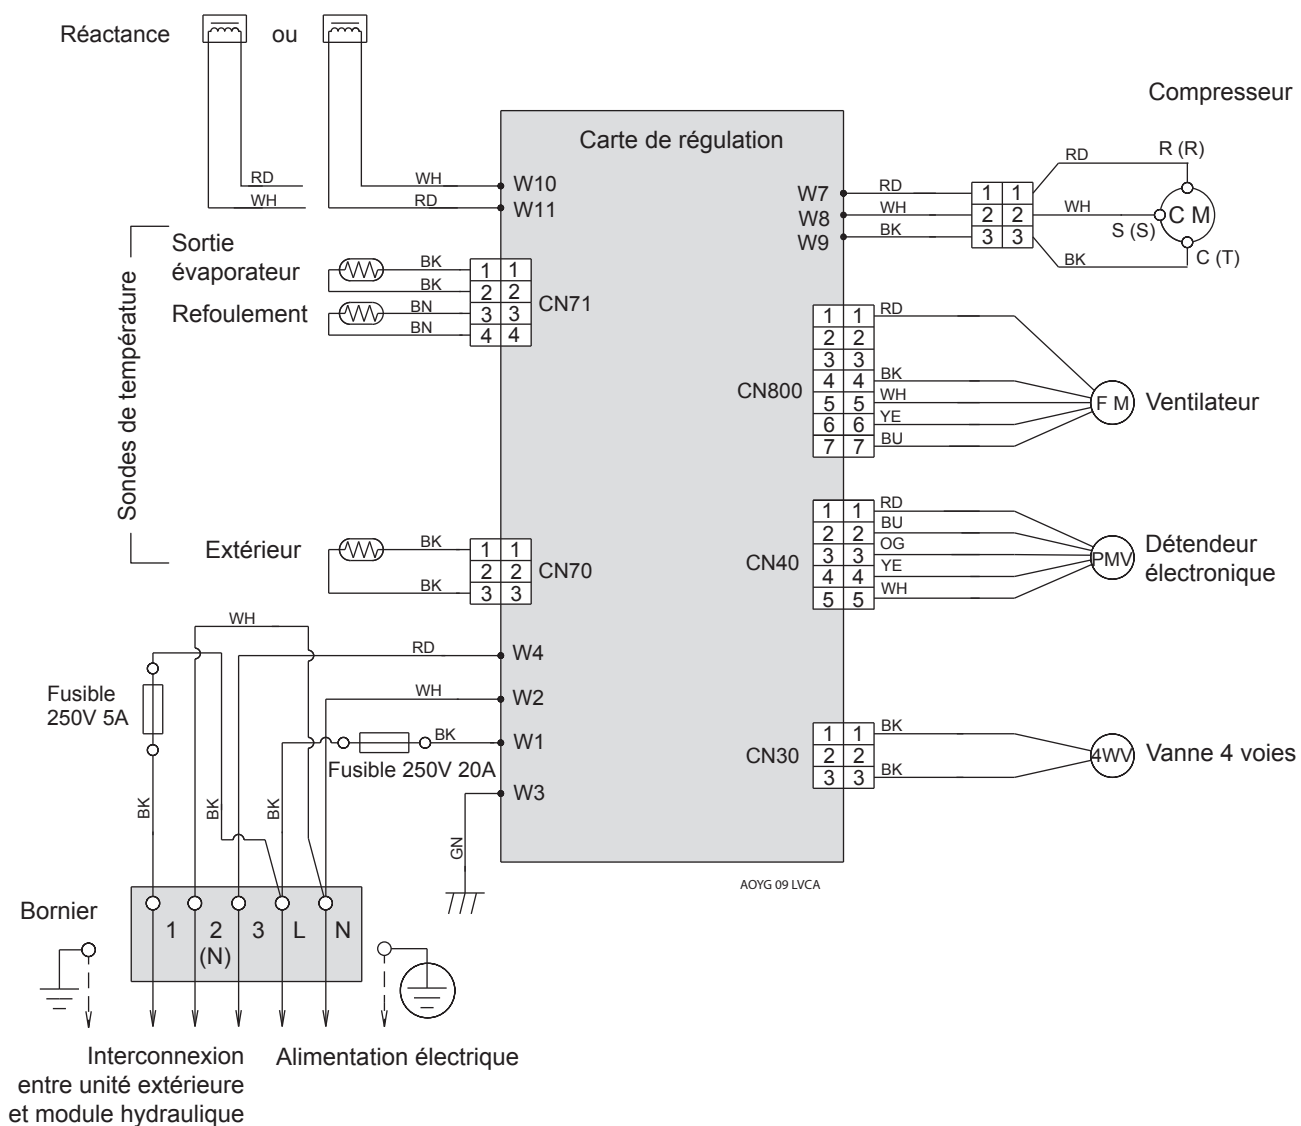 Réactance
ou
Compresseur
Carte de régulation
RD
WH
WH
RD
W10
W11
W7
W8
W9
RD
WH
BK
1 1
2 2
3 3
RD
WH
BK
R (R)
S (S)
C (T)
C M
Sondes de température
Sortie
évaporateur
Refoulement
BK
BK
BN
BN
1 1
2 2
3 3
4 4
CN71
CN800
1 1
2 2
3 3
4 4
5 5
6 6
7 7
RD
BK
WH
YE
BU
F M
Ventilateur
Extérieur
BK
BK
1 1
2 2
3 3
CN70
CN40
1 1
2 2
3 3
4 4
5 5
RD
BU
OG
YE
WH
PMV
Détendeur
électronique
WH
RD
W4
WH
W2
BK
W1
Fusible
250V 5A
Fusible 250V 20A
W3
CN30
1 1
2 2
3 3
BK
BK
4WV
Vanne 4 voies
BK
BK
BK
GN
AOYG 09 LVCA
Bornier
1
2
(N)
3
L
N
Interconnexion
entre unité extérieure
et module hydraulique
Alimentation électrique